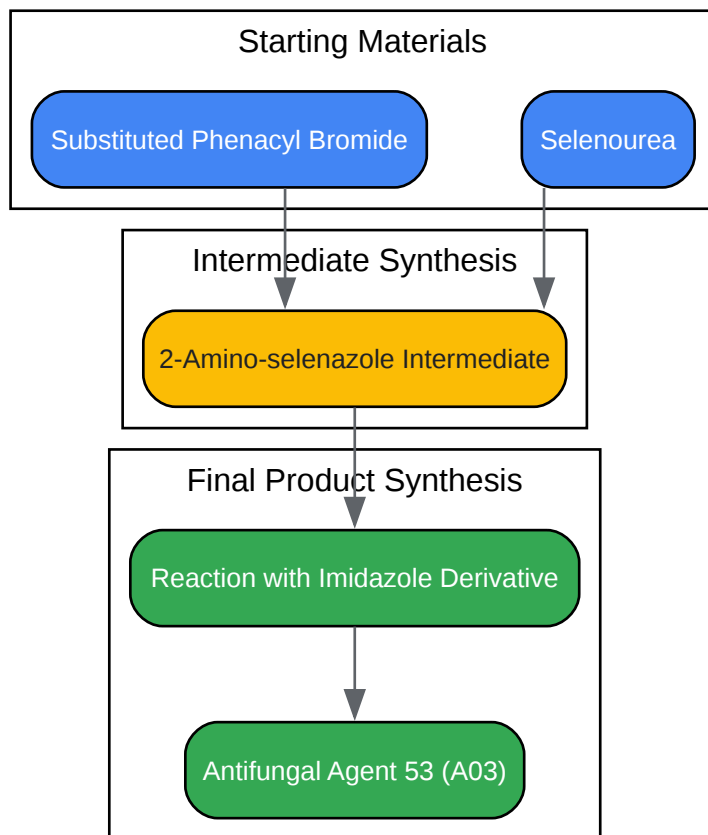 Starting Materials
Substituted Phenacyl Bromide
Selenourea
Intermediate Synthesis
2-Amino-selenazole Intermediate
Final Product Synthesis
Reaction with Imidazole Derivative
Antifungal Agent 53 (A03)